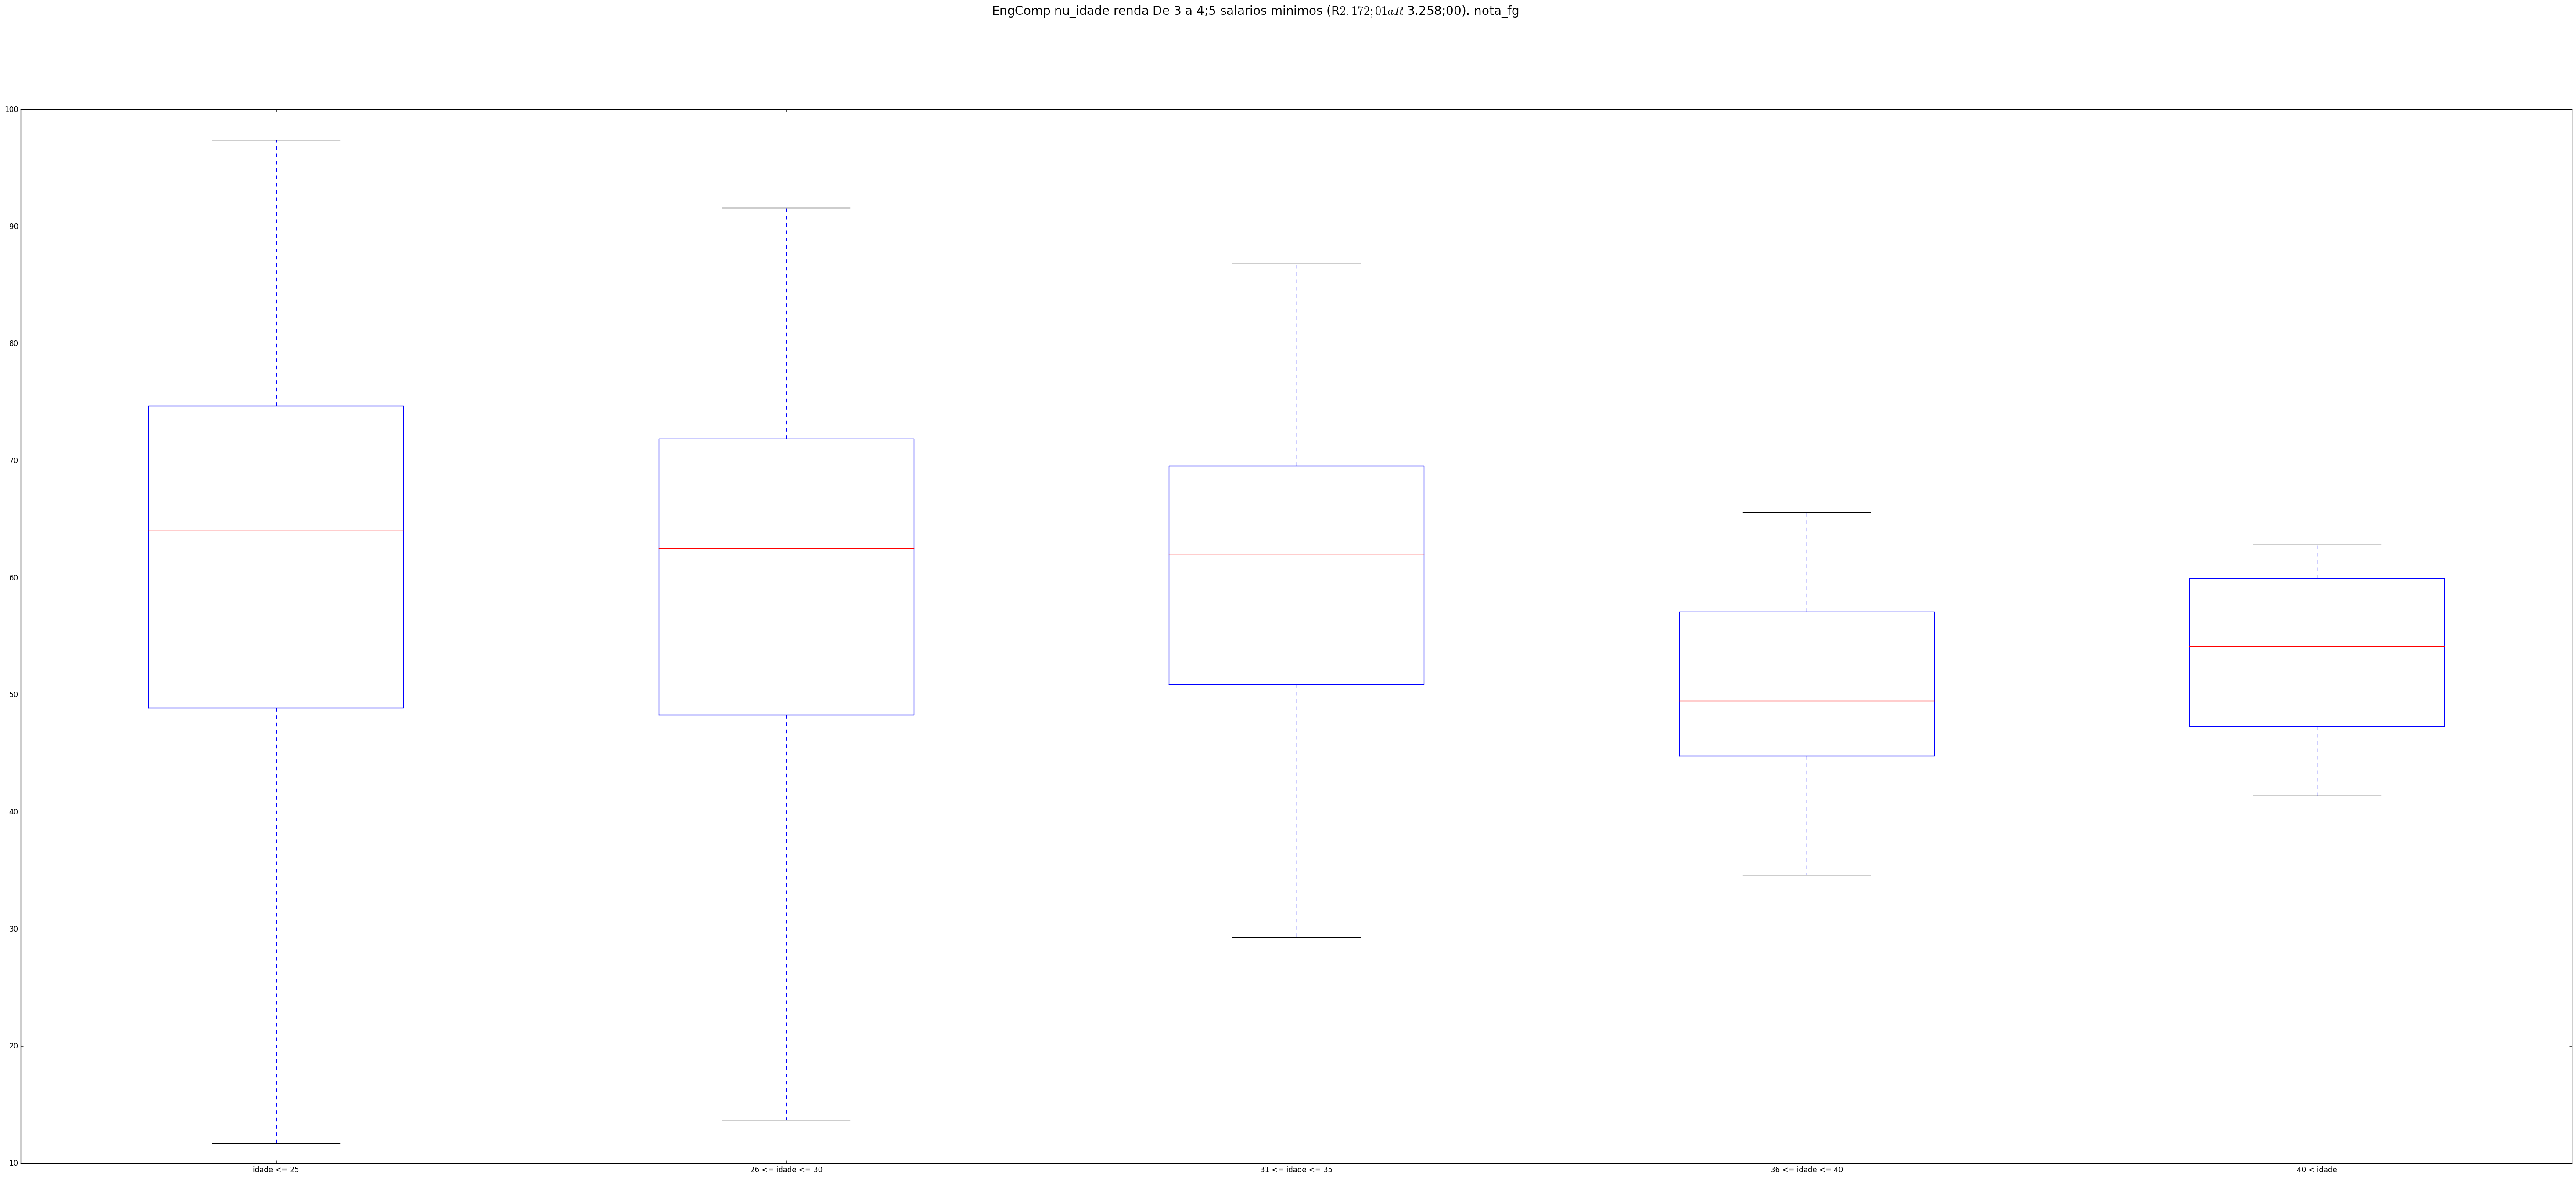 EngComp nu_idade renda De 3 a 4;5 salarios minimos (R2.172;01aR 3.258;00). nota_fg
100
90
80
70
60
50
40
30
20
10
idade <= 25
26 <= idade <= 30
31 <= idade <= 35
36 <= idade <= 40
40 < idade